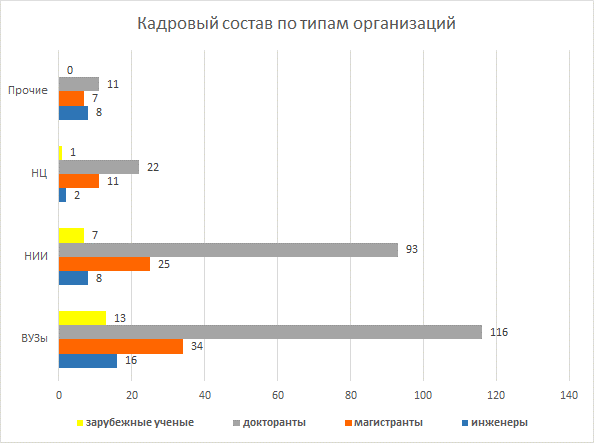 Кадровый состав по типам организаций
0
Прочие
11
7
8
1
НЦ
22
11
2
7
НИИ
93
25
8
13
ВУЗы
116
34
16
0 20 40 60 80 100 120 140
зарубежные ученые докторанты магистранты инженеры